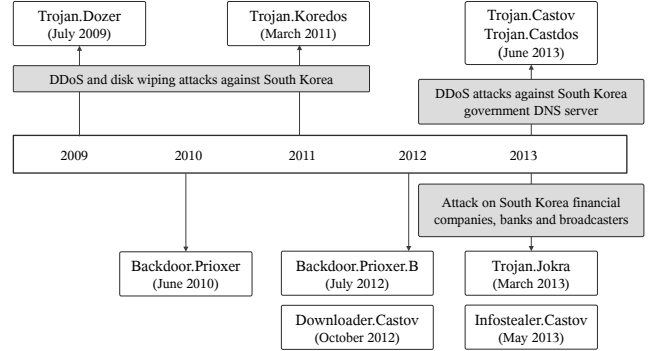 Trojan.Dozer
(July 2009)
Trojan.Koredos
(March 2011)
Trojan.Castov
Trojan.Castdos
(June 2013)
DDoS and disk wiping attacks against South Korea
DDoS attacks against South Korea
government DNS server
2009
2010
2011
2012
2013
Attack on South Korea financial
companies, banks and broadcasters
Backdoor.Prioxer
(June 2010)
Backdoor.Prioxer.B
(July 2012)
Trojan.Jokra
(March 2013)
Downloader.Castov
(October 2012)
Infostealer.Castov
(May 2013)